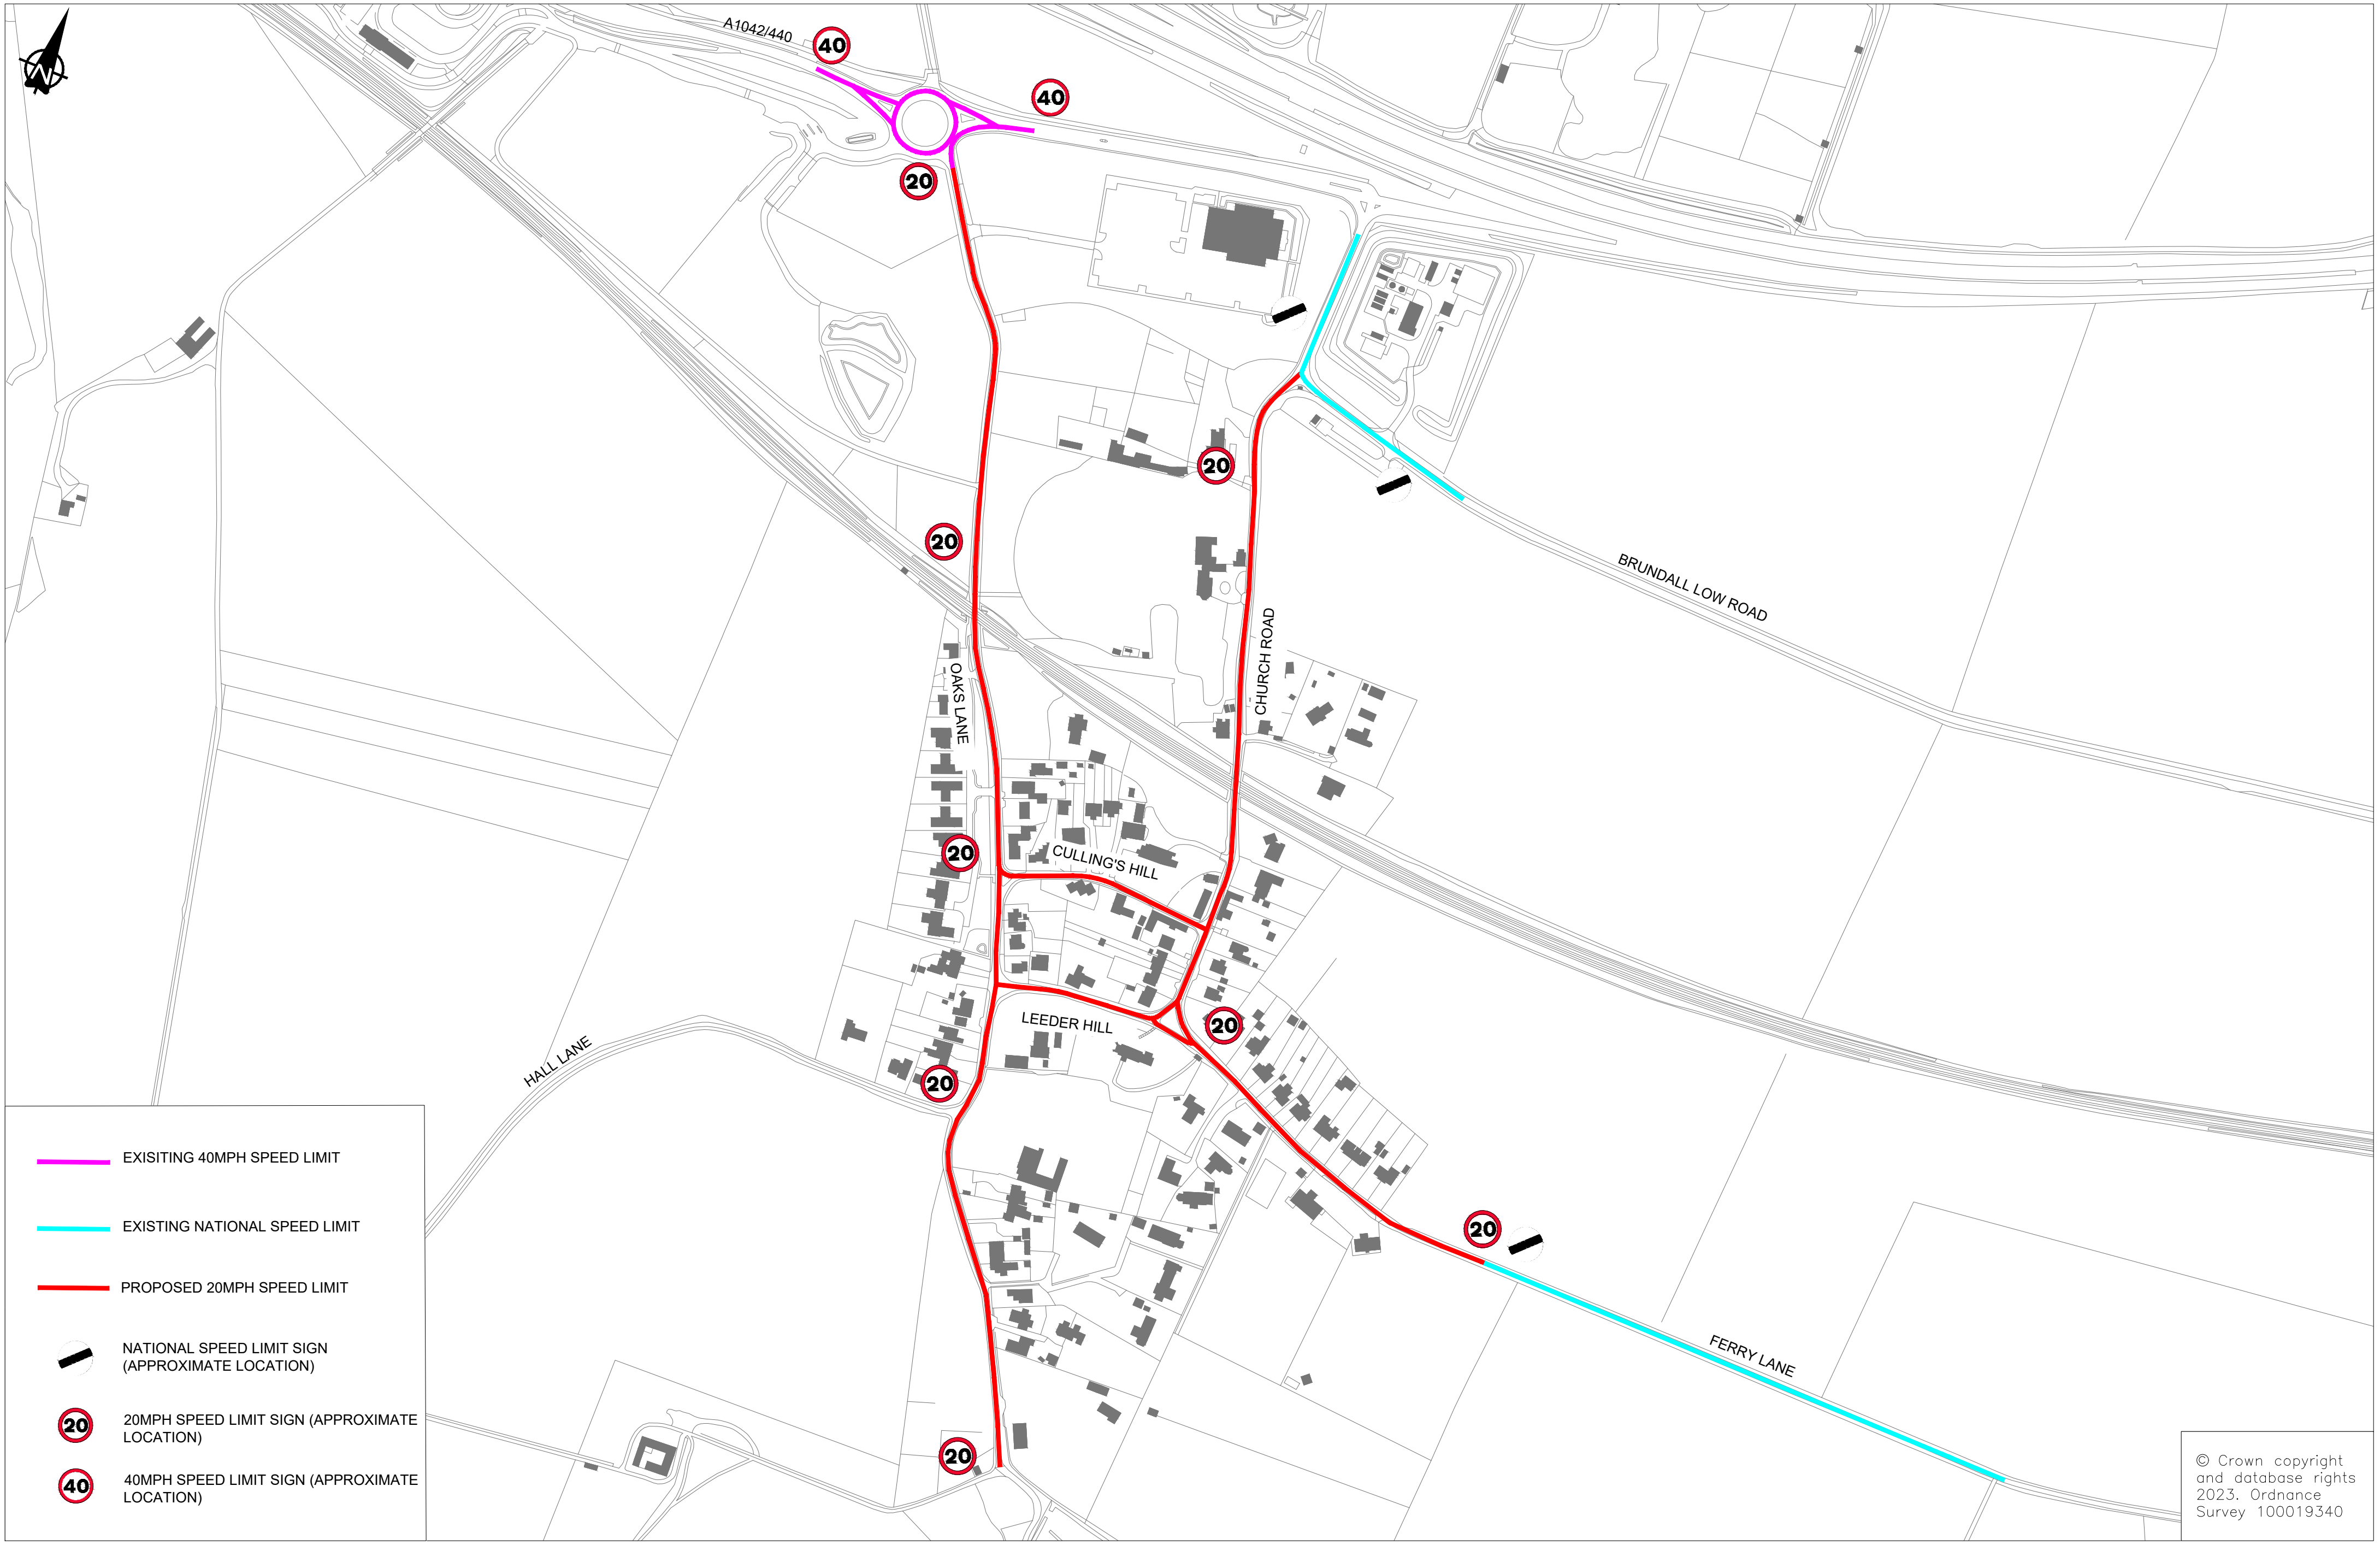 A1042/440
40
40
20
N
20
20
BRUNDALL LOW ROAD
CHURCH ROAD
OAKS LANE
20
CULLING'S HILL
LEEDER HILL
20
HALL LANE
20
20
FERRY LANE
20
EXISITING 40MPH SPEED LIMIT
EXISTING NATIONAL SPEED LIMIT
PROPOSED 20MPH SPEED LIMIT
NATIONAL SPEED LIMIT SIGN
(APPROXIMATE LOCATION)
20
20MPH SPEED LIMIT SIGN (APPROXIMATE
LOCATION)
40
40MPH SPEED LIMIT SIGN (APPROXIMATE
LOCATION)
© Crown copyright
and database rights
2023. Ordnance
Survey 100019340